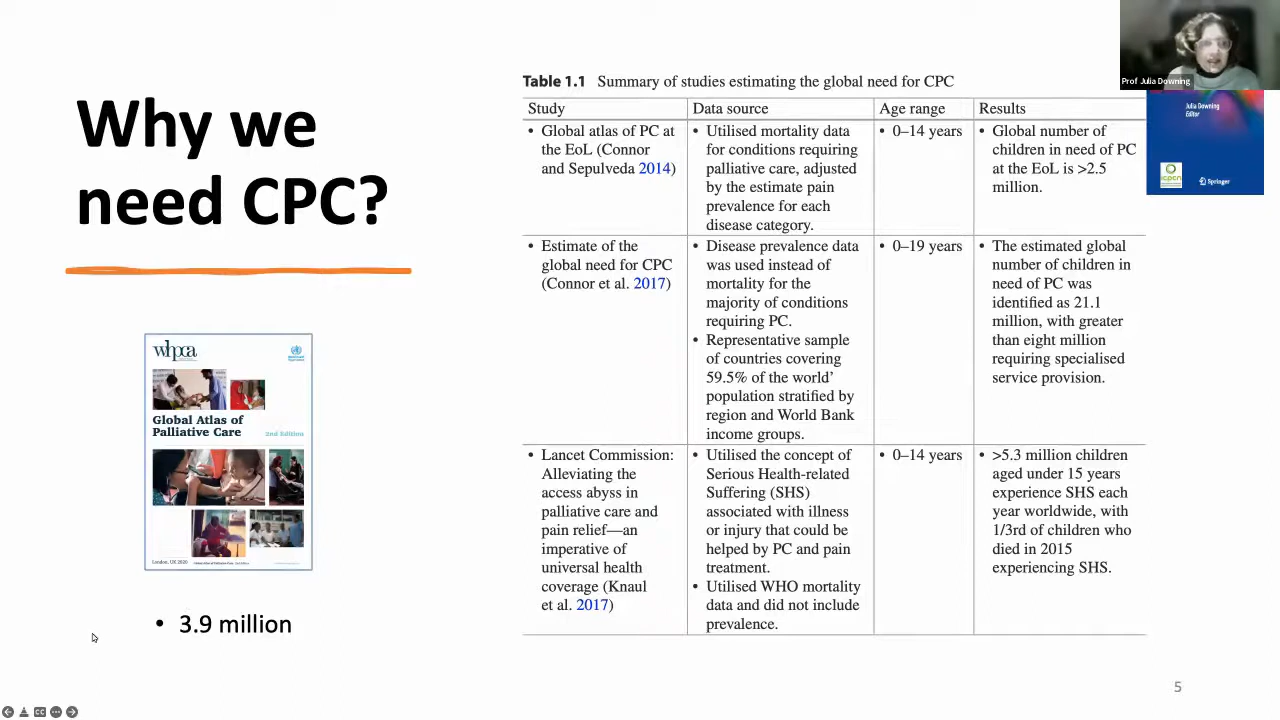 Why we
need CPC?
whpca
Global Atlas of
Palliative Care
2nd Edition
London, UK 2020
• 3.9 million
Table 1.1 Summary of studies estimating the global need for CPC
Study
Data source
Age range
Results
• Global atlas of PC at
the EoL (Connor
and Sepulveda 2014)
• Utilised mortality data
for conditions requiring
palliative care, adjusted
by the estimate pain
prevalence for each
disease category.
• 0–14 years
• Global number of
children in need of PC
at the EoL is >2.5
million.
• Estimate of the
global need for CPC
(Connor et al. 2017)
• Disease prevalence data
was used instead of
mortality for the
majority of conditions
requiring PC.
• Representative sample
of countries covering
59.5% of the world’
population stratified by
region and World Bank
income groups.
• 0–19 years
• The estimated global
number of children in
need of PC was
identified as 21.1
million, with greater
than eight million
requiring specialised
service provision.
• Lancet Commission:
Alleviating the
access abyss in
palliative care and
pain relief—an
imperative of
universal health
coverage (Knaul
et al. 2017)
• Utilised the concept of
Serious Health-related
Suffering (SHS)
associated with illness
or injury that could be
helped by PC and pain
treatment.
• Utilised WHO mortality
data and did not include
prevalence.
• 0–14 years
• >5.3 million children
aged under 15 years
experience SHS each
year worldwide, with
1/3rd of children who
died in 2015
experiencing SHS.
Prof Julia Downing
Julia Downing
Editor
icpcn
Springer
5
CC